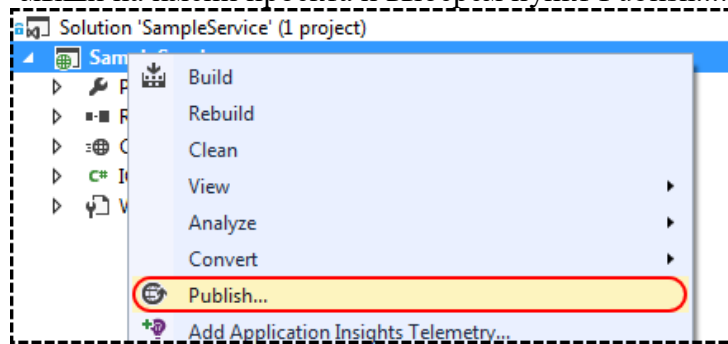 Solution 'SampleService' (1 project)
Build
Rebuild
Clean
View
Analyze
Convert
Publish...
Add Application Insights Telemetry...